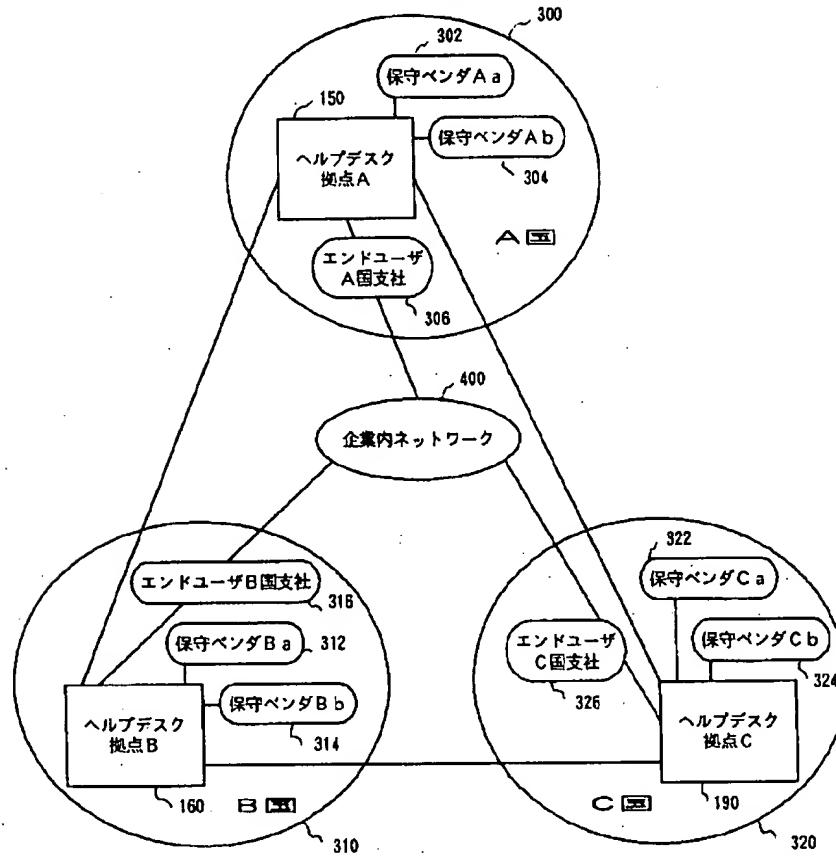 300
302
保守ベンダAa
150
保守ベンダAb
ヘルプデスク
拠点A
304
A国
エンドユーザ
A国支社
306
400
企業内ネットワーク
322
保守ベンダCa
エンドユーザB国支社
316
エンドユーザ
C国支社
保守ベンダCb
保守ベンダBa
312
324
326
保守ベンダBb
ヘルプデスク
拠点B
314
ヘルプデスク
拠点C
160
B国
C国
190
310
320